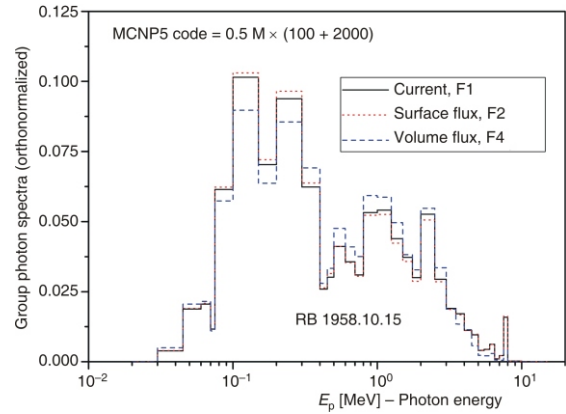 MCNP5 code = 0.5 M × (100 + 2000)
Current, F1
Surface flux, F2
Volume flux, F4
RB 1958.10.15
Group photon spectra (orthonormalized)
0.125
0.100
0.075
0.050
0.025
0.000
10⁻² 10⁻¹ 10⁰ 10¹
Eₚ [MeV] – Photon energy